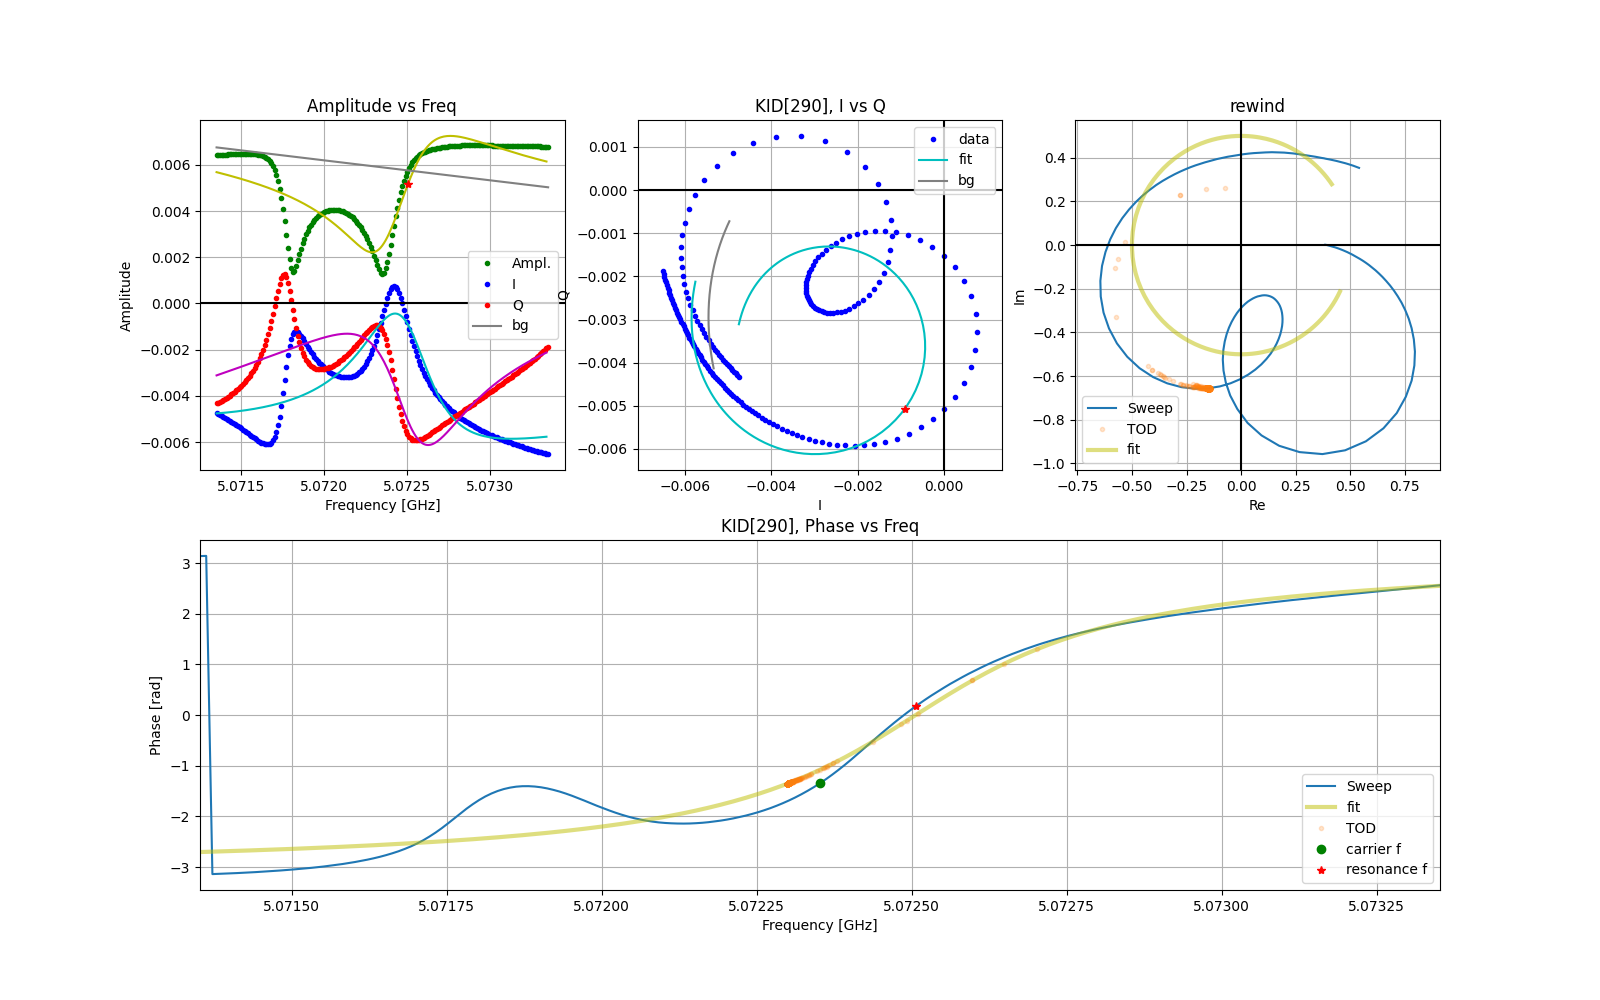 Amplitude vs Freq
Amplitude
0.006
0.004
0.002
0.000
−0.002
−0.004
−0.006
5.0715
5.0720
5.0725
5.0730
Frequency [GHz]
Ampl.
I
Q
bg
KID[290], I vs Q
Q
0.001
0.000
−0.001
−0.002
−0.003
−0.004
−0.005
−0.006
−0.006
−0.004
−0.002
0.000
I
data
fit
bg
rewind
Im
0.4
0.2
0.0
−0.2
−0.4
−0.6
−0.8
−1.0
−0.75
−0.50
−0.25
0.00
0.25
0.50
0.75
Re
Sweep
TOD
fit
KID[290], Phase vs Freq
Phase [rad]
3
2
1
0
−1
−2
−3
5.07150
5.07175
5.07200
5.07225
5.07250
5.07275
5.07300
5.07325
Frequency [GHz]
Sweep
fit
TOD
carrier f
resonance f